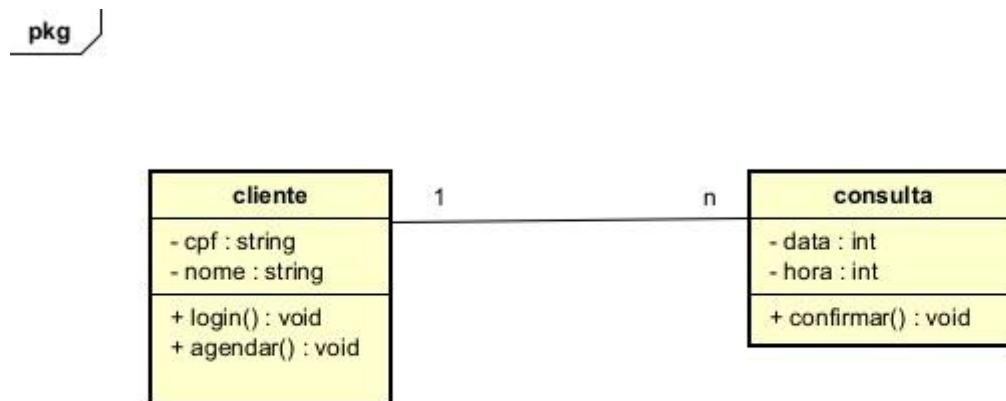 pkg
cliente
- cpf : string
- nome : string
+ login() : void
+ agendar() : void
1
n
consulta
- data : int
- hora : int
+ confirmar() : void